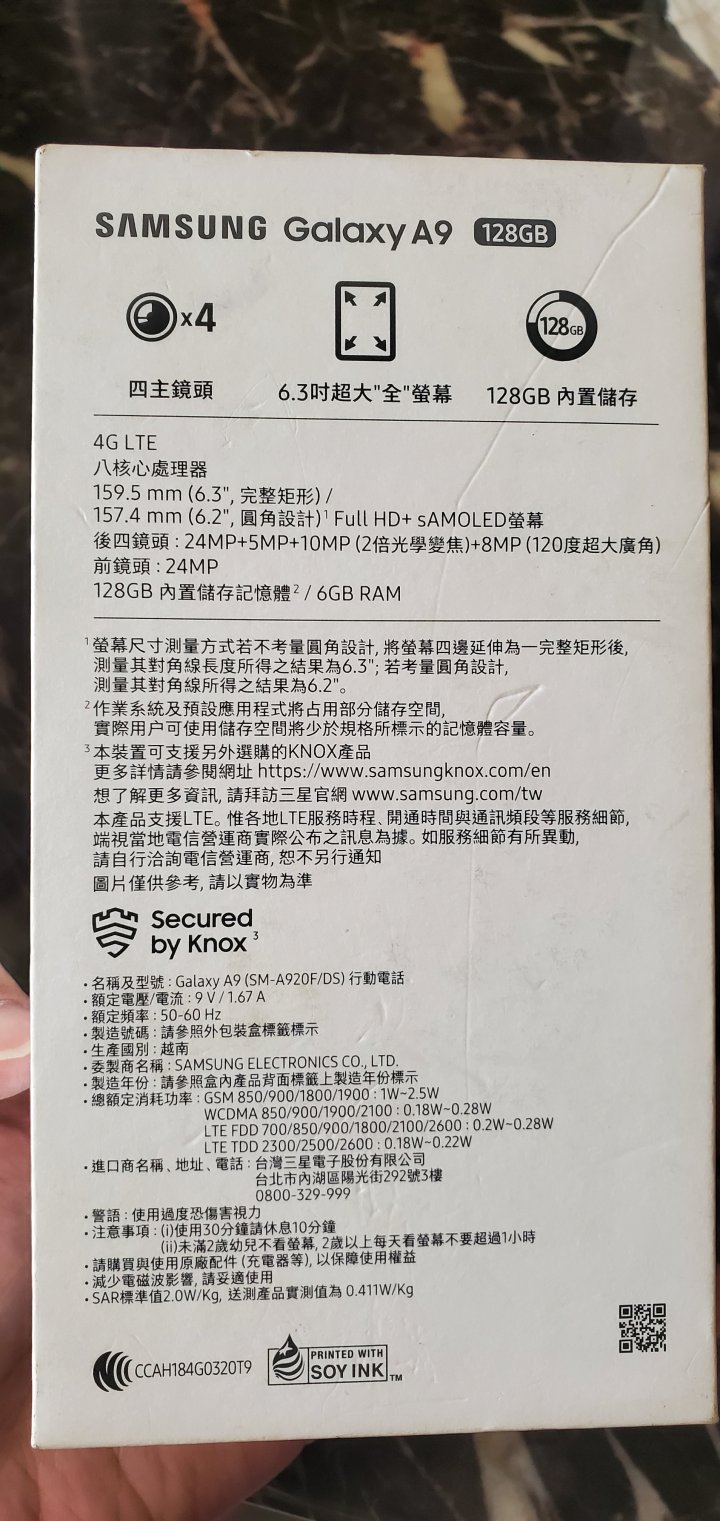 SAMSUNG Galaxy A9 128GB
x4
128GB
四主鏡頭
6.3吋超大"全"螢幕
128GB 內置儲存
4G LTE
八核心處理器
159.5 mm (6.3", 完整矩形) /
157.4 mm (6.2", 圓角設計)¹ Full HD+ sAMOLED螢幕
後四鏡頭 : 24MP+5MP+10MP (2倍光學變焦)+8MP (120度超大廣角)
前鏡頭 : 24MP
128GB 內置儲存記憶體² / 6GB RAM
¹ 螢幕尺寸測量方式若不考量圓角設計, 將螢幕四邊延伸為一完整矩形後,
測量其對角線長度所得之結果為6.3"; 若考量圓角設計,
測量其對角線所得之結果為6.2"。
² 作業系統及預設應用程式將占用部分儲存空間,
實際用戶可使用儲存空間將少於規格所標示的記憶體容量。
³ 本裝置可支援另外選購的KNOX產品
更多詳情請參閱網址 https://www.samsungknox.com/en
想了解更多資訊, 請拜訪三星官網 www.samsung.com/tw
本產品支援LTE。惟各地LTE服務時程、開通時間與通訊頻段等服務細節,
端視當地電信營運商實際公布之訊息為據。如服務細節有所異動,
請自行洽詢電信營運商, 恕不另行通知
圖片僅供參考, 請以實物為準
Secured
by Knox ³
• 名稱及型號 : Galaxy A9 (SM-A920F/DS) 行動電話
• 額定電壓/電流 : 9 V / 1.67 A
• 額定頻率 : 50-60 Hz
• 製造號碼 : 請參照外包裝盒標籤標示
• 生產國別 : 越南
• 委製商名稱 : SAMSUNG ELECTRONICS CO., LTD.
• 製造年份 : 請參照盒內產品背面標籤上製造年份標示
• 總額定消耗功率 : GSM 850/900/1800/1900 : 1W~2.5W
WCDMA 850/900/1900/2100 : 0.18W~0.28W
LTE FDD 700/850/900/1800/2100/2600 : 0.2W~0.28W
LTE TDD 2300/2500/2600 : 0.18W~0.22W
• 進口商名稱、地址、電話 : 台灣三星電子股份有限公司
台北市內湖區陽光街292號3樓
0800-329-999
• 警語 : 使用過度恐傷害視力
• 注意事項 : (i)使用30分鐘請休息10分鐘
(ii)未滿2歲幼兒不看螢幕, 2歲以上每天看螢幕不要超過1小時
• 請購買與使用原廠配件 (充電器等), 以保障使用權益
• 減少電磁波影響, 請妥適使用
• SAR標準值2.0W/Kg, 送測產品實測值為 0.411W/Kg
CCAH184G0320T9
PRINTED WITH
SOY INK™